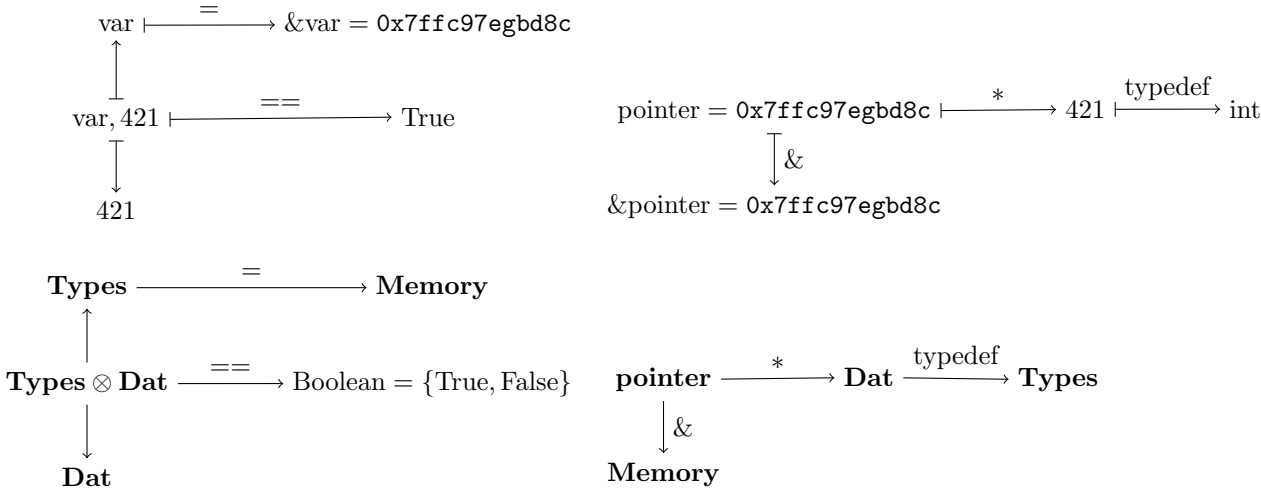 var = &var = 0x7ffc97egbd8c
var, 421 == True
421
pointer = 0x7ffc97egbd8c * 421 typedef int
&
&pointer = 0x7ffc97egbd8c
Types = Memory
Types ⊗ Dat == Boolean = {True, False}
Dat
pointer * Dat typedef Types
&
Memory